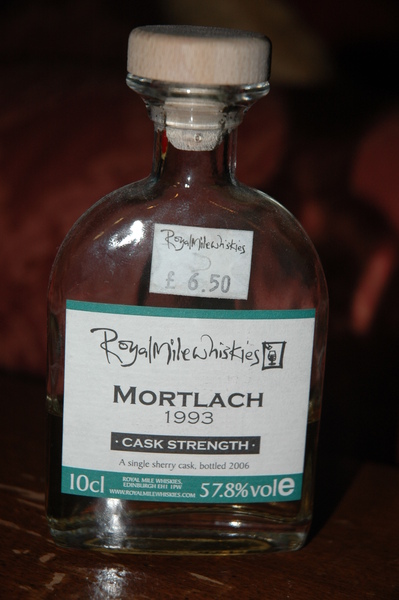 RoyalMilewhiskies
£ 6.50
RoyalMilewhiskies
MORTLACH
1993
· CASK STRENGTH ·
A single sherry cask, bottled 2006
10cl
ROYAL MILE WHISKIES,
EDINBURGH EH1 1PW
WWW.ROYALMILEWHISKIES.COM
57.8%vole